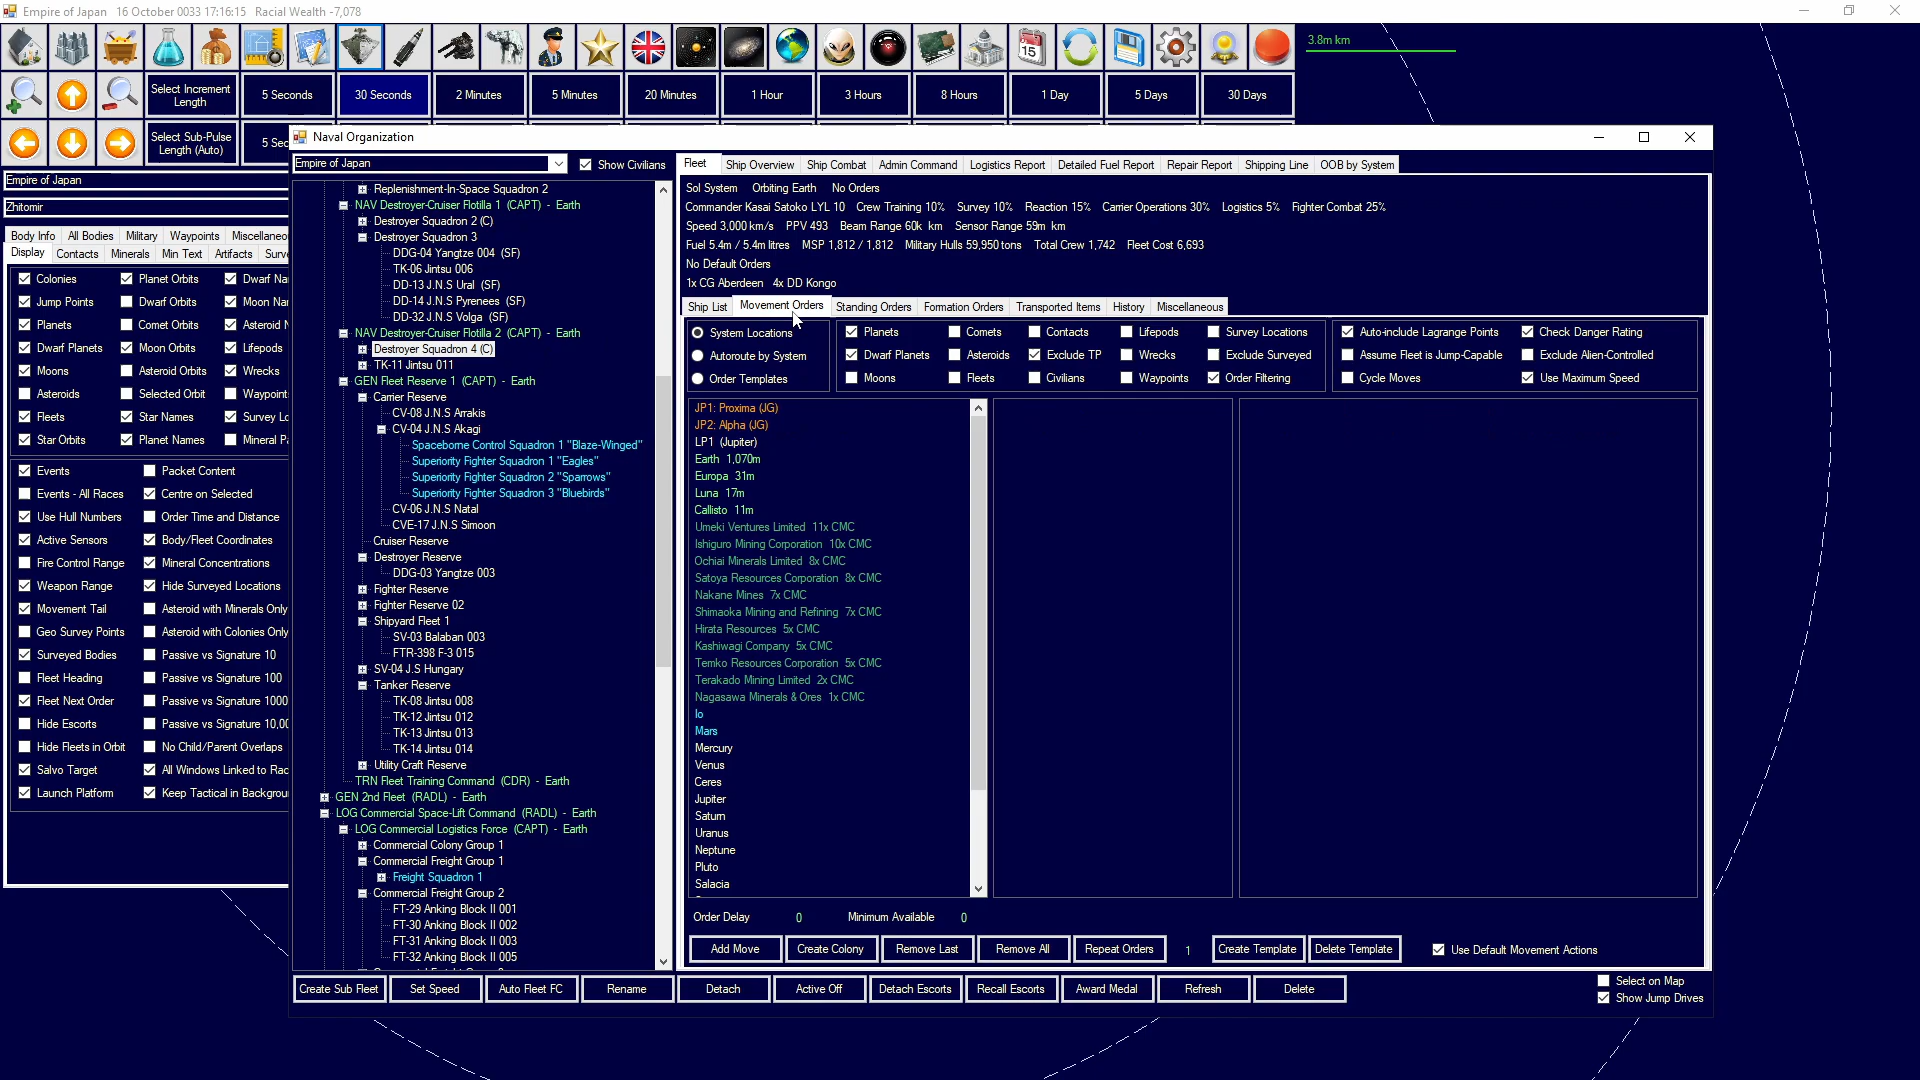 Empire of Japan   16 October 0033 17:16:15   Racial Wealth -7,078
3.8m km
Select Increment Length
5 Seconds
30 Seconds
2 Minutes
5 Minutes
20 Minutes
1 Hour
3 Hours
8 Hours
1 Day
5 Days
30 Days
Select Sub-Pulse Length (Auto)
5 Sec
Empire of Japan
Zhitomir
Body Info   All Bodies   Military   Waypoints   Miscellaneo
Display   Contacts   Minerals   Min Text   Artifacts   Surv
Colonies   Planet Orbits   Dwarf Na
Jump Points   Dwarf Orbits   Moon Na
Planets   Comet Orbits   Asteroid N
Dwarf Planets   Moon Orbits   Lifepods
Moons   Asteroid Orbits   Wrecks
Asteroids   Selected Orbit   Waypoint
Fleets   Star Names   Survey Lo
Star Orbits   Planet Names   Mineral P
Events   Packet Content
Events - All Races   Centre on Selected
Use Hull Numbers   Order Time and Distance
Active Sensors   Body/Fleet Coordinates
Fire Control Range   Mineral Concentrations
Weapon Range   Hide Surveyed Locations
Movement Tail   Asteroid with Minerals Only
Geo Survey Points   Asteroid with Colonies Only
Surveyed Bodies   Passive vs Signature 10
Fleet Heading   Passive vs Signature 100
Fleet Next Order   Passive vs Signature 1000
Hide Escorts   Passive vs Signature 10,00
Hide Fleets in Orbit   No Child/Parent Overlaps
Salvo Target   All Windows Linked to Rac
Launch Platform   Keep Tactical in Backgrou
Naval Organization
Empire of Japan   Show Civilians
Replenishment-In-Space Squadron 2
NAV Destroyer-Cruiser Flotilla 1  (CAPT)  -  Earth
Destroyer Squadron 2 (C)
Destroyer Squadron 3
DDG-04 Yangtze 004  (SF)
TK-06 Jintsu 006
DD-13 J.N.S Ural  (SF)
DD-14 J.N.S Pyrenees  (SF)
DD-32 J.N.S Volga  (SF)
NAV Destroyer-Cruiser Flotilla 2  (CAPT)  -  Earth
Destroyer Squadron 4 (C)
TK-11 Jintsu 011
GEN Fleet Reserve 1  (CAPT)  -  Earth
Carrier Reserve
CV-08 J.N.S Arrakis
CV-04 J.N.S Akagi
Spaceborne Control Squadron 1 "Blaze-Winged"
Superiority Fighter Squadron 1 "Eagles"
Superiority Fighter Squadron 2 "Sparrows"
Superiority Fighter Squadron 3 "Bluebirds"
CV-06 J.N.S Natal
CVE-17 J.N.S Simoon
Cruiser Reserve
Destroyer Reserve
DDG-03 Yangtze 003
Fighter Reserve
Fighter Reserve 02
Shipyard Fleet 1
SV-03 Balaban 003
FTR-398 F-3 015
SV-04 J.S Hungary
Tanker Reserve
TK-08 Jintsu 008
TK-12 Jintsu 012
TK-13 Jintsu 013
TK-14 Jintsu 014
Utility Craft Reserve
TRN Fleet Training Command  (CDR)  -  Earth
GEN 2nd Fleet  (RADL)  -  Earth
LOG Commercial Space-Lift Command  (RADL)  -  Earth
LOG Commercial Logistics Force  (CAPT)  -  Earth
Commercial Colony Group 1
Commercial Freight Group 1
Freight Squadron 1
Commercial Freight Group 2
FT-29 Anking Block II 001
FT-30 Anking Block II 002
FT-31 Anking Block II 003
FT-32 Anking Block II 005
Fleet   Ship Overview   Ship Combat   Admin Command   Logistics Report   Detailed Fuel Report   Repair Report   Shipping Line   OOB by System
Sol System   Orbiting Earth   No Orders
Commander Kasai Satoko LYL 10   Crew Training 10%   Survey 10%   Reaction 15%   Carrier Operations 30%   Logistics 5%   Fighter Combat 25%
Speed 3,000 km/s   PPV 493   Beam Range 60k km   Sensor Range 59m km
Fuel 5.4m / 5.4m litres   MSP 1,812 / 1,812   Military Hulls 59,950 tons   Total Crew 1,742   Fleet Cost 6,693
No Default Orders
1x CG Aberdeen   4x DD Kongo
Ship List   Movement Orders   Standing Orders   Formation Orders   Transported Items   History   Miscellaneous
System Locations   Planets   Comets   Contacts   Lifepods   Survey Locations   Auto-include Lagrange Points   Check Danger Rating
Autoroute by System   Dwarf Planets   Asteroids   Exclude TP   Wrecks   Exclude Surveyed   Assume Fleet is Jump-Capable   Exclude Alien-Controlled
Order Templates   Moons   Fleets   Civilians   Waypoints   Order Filtering   Cycle Moves   Use Maximum Speed
JP1: Proxima (JG)
JP2: Alpha (JG)
LP1 (Jupiter)
Earth  1,070m
Europa  31m
Luna  17m
Callisto  11m
Umeki Ventures Limited  11x CMC
Ishiguro Mining Corporation  10x CMC
Ochiai Minerals Limited  8x CMC
Satoya Resources Corporation  8x CMC
Nakane Mines  7x CMC
Shimaoka Mining and Refining  7x CMC
Hirata Resources  5x CMC
Kashiwagi Company  5x CMC
Temko Resources Corporation  5x CMC
Terakado Mining Limited  2x CMC
Nagasawa Minerals & Ores  1x CMC
Io
Mars
Mercury
Venus
Ceres
Jupiter
Saturn
Uranus
Neptune
Pluto
Salacia
Order Delay   0   Minimum Available   0
Add Move   Create Colony   Remove Last   Remove All   Repeat Orders   1   Create Template   Delete Template   Use Default Movement Actions
Create Sub Fleet   Set Speed   Auto Fleet FC   Rename   Detach   Active Off   Detach Escorts   Recall Escorts   Award Medal   Refresh   Delete
Select on Map
Show Jump Drives